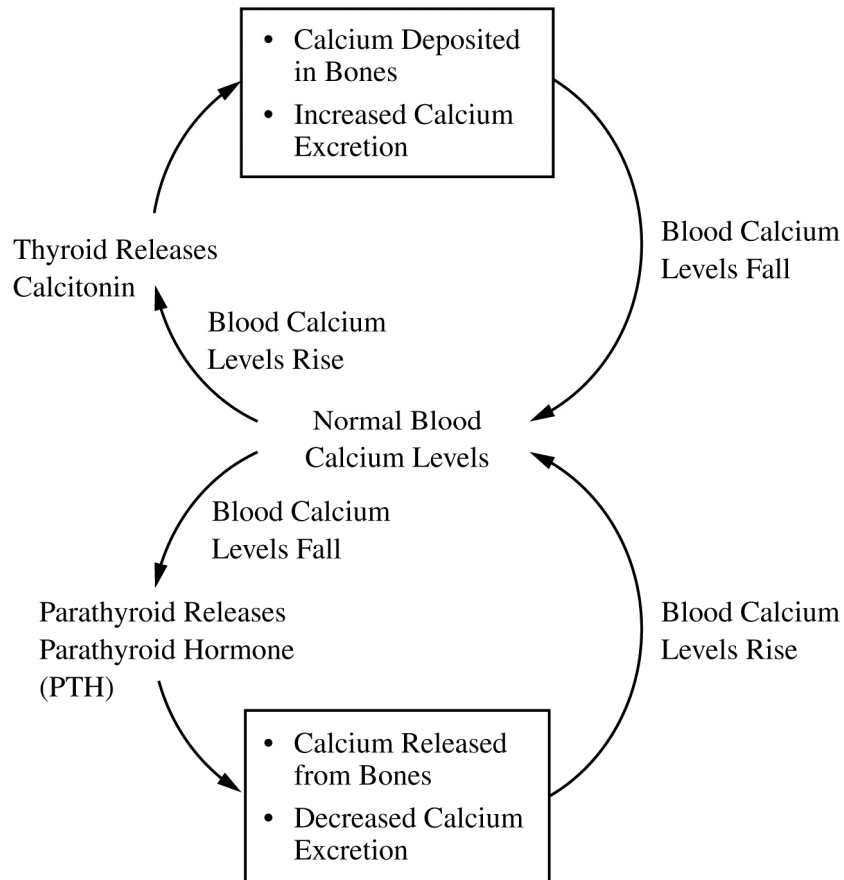 • Calcium Deposited
in Bones
• Increased Calcium
Excretion
Thyroid Releases
Calcitonin
Blood Calcium
Levels Fall
Blood Calcium
Levels Rise
Normal Blood
Calcium Levels
Blood Calcium
Levels Fall
Parathyroid Releases
Parathyroid Hormone
(PTH)
Blood Calcium
Levels Rise
• Calcium Released
from Bones
• Decreased Calcium
Excretion